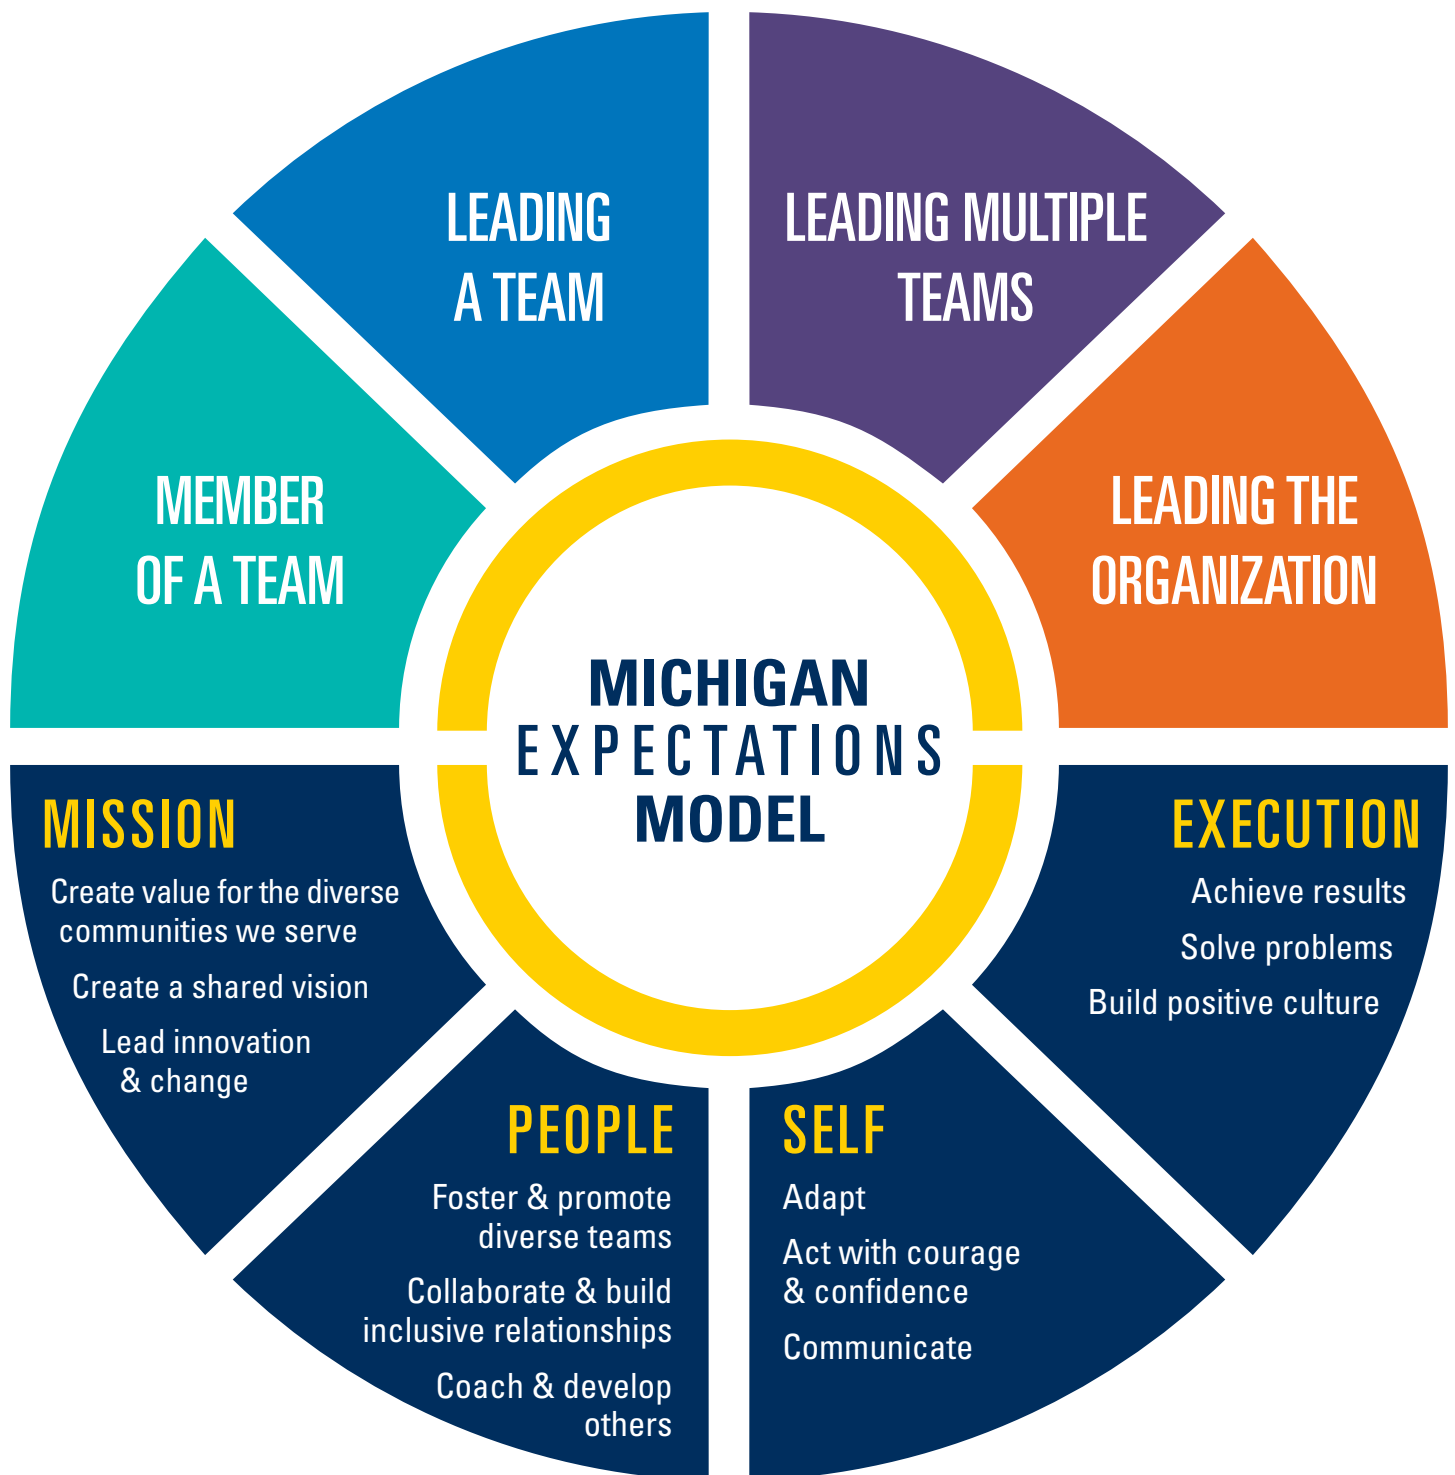 LEADING
A TEAM
LEADING MULTIPLE
TEAMS
MEMBER
OF A TEAM
LEADING THE
ORGANIZATION
MICHIGAN
EXPECTATIONS
MODEL
MISSION
Create value for the diverse
communities we serve
Create a shared vision
Lead innovation
& change
PEOPLE
Foster & promote
diverse teams
Collaborate & build
inclusive relationships
Coach & develop
others
SELF
Adapt
Act with courage
& confidence
Communicate
EXECUTION
Achieve results
Solve problems
Build positive culture